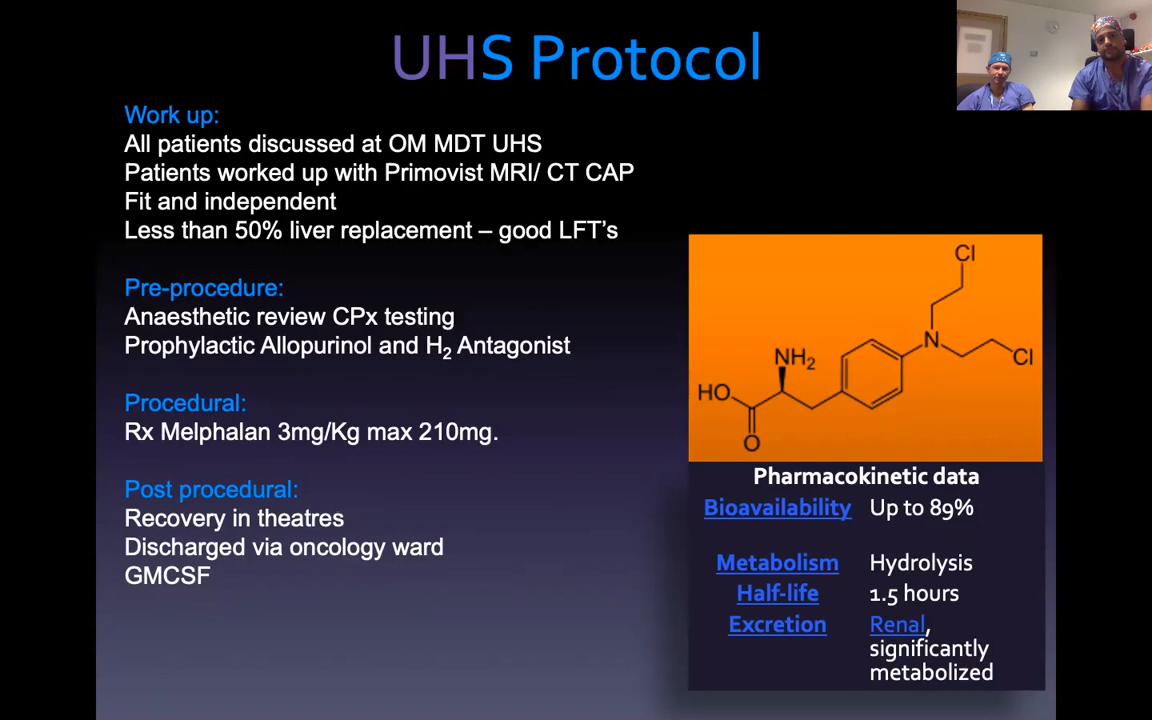 UHS Protocol
Work up:
All patients discussed at OM MDT UHS
Patients worked up with Primovist MRI/ CT CAP
Fit and independent
Less than 50% liver replacement – good LFT’s
Pre-procedure:
Anaesthetic review CPx testing
Prophylactic Allopurinol and H₂ Antagonist
Procedural:
Rx Melphalan 3mg/Kg max 210mg.
Post procedural:
Recovery in theatres
Discharged via oncology ward
GMCSF
Cl
N
Cl
NH₂
HO
O
Pharmacokinetic data
Bioavailability Up to 89%
Metabolism Hydrolysis
Half-life 1.5 hours
Excretion Renal,
significantly
metabolized